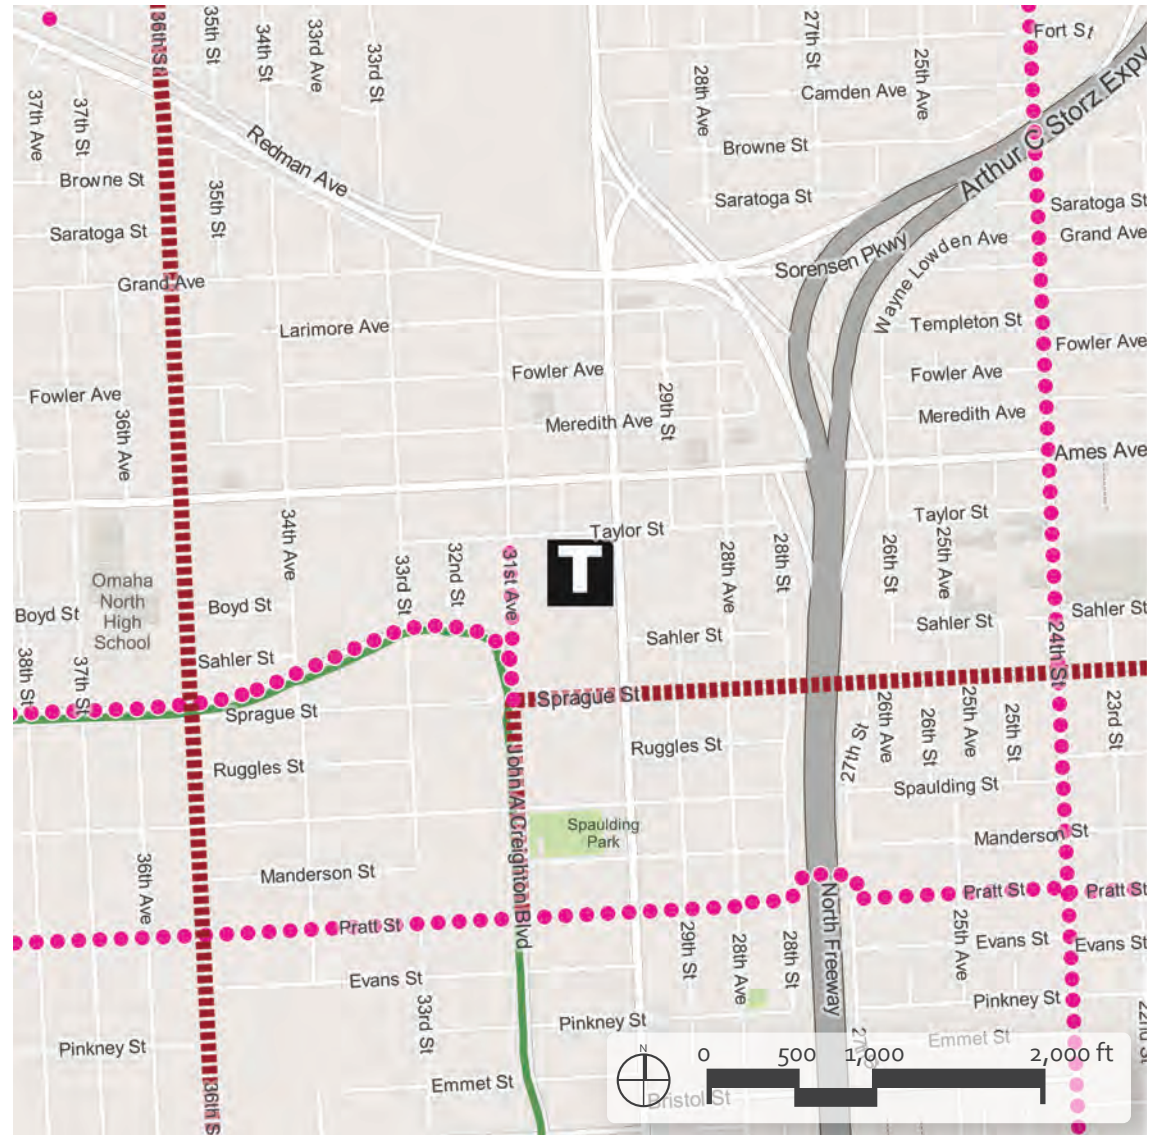 36th St
35th St
34th St
33rd Ave
33rd St
27th St
25th Ave
28th Ave
Fort St
Camden Ave
Arthur C Storz Expy
37th Ave
37th St
Redman Ave
Browne St
Browne St
35th St
Saratoga St
Saratoga St
Saratoga St
Grand Ave
Sorensen Pkwy
Wayne Lowden Ave
Grand Ave
Larimore Ave
Templeton St
Fowler Ave
Fowler Ave
Fowler Ave
Fowler Ave
36th Ave
Meredith Ave
29th St
Meredith Ave
Ames Ave
34th Ave
Taylor St
Taylor St
33rd St
32nd St
31st Ave
T
28th Ave
28th St
26th St
25th Ave
Omaha
North
High
School
Boyd St
Boyd St
Sahler St
Sahler St
Sahler St
24th St
38th St
37th St
Sahler St
Sprague St
Sprague St
Ruggles St
Ruggles St
27th St
26th Ave
26th St
25th Ave
25th St
23rd St
Spaulding St
John A Creighton Blvd
Spaulding
Park
Manderson St
36th Ave
Manderson St
Pratt St
Pratt St
Pratt St
North Freeway
29th St
28th Ave
28th St
25th Ave
Evans St
Evans St
Evans St
33rd St
Pinkney St
Pinkney St
Pinkney St
22nd St
Emmet St
Emmet St
Bristol St
N
0 500 1,000 2,000 ft